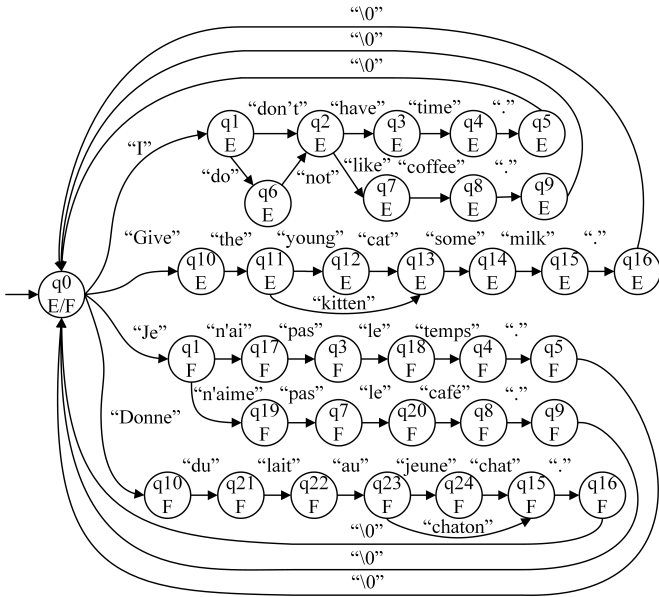 “\0”
“\0”
“\0”
“don’t” “have” “time” “.”
q1 q2 q3 q4 q5
E E E E E
“I”
“do” “not” “like” “coffee” “.”
q6 q7 q8 q9
E E E E
“Give” “the” “young” “cat” “some” “milk” “.”
q0 q10 q11 q12 q13 q14 q15 q16
E/F E E E E E E E
“kitten”
“Je” “n'ai” “pas” “le” “temps” “.”
q1 q17 q3 q18 q4 q5
F F F F F F
“n'aime” “pas” “le” “café” “.”
“Donne”
q19 q7 q20 q8 q9
F F F F F
“du” “lait” “au” “jeune” “chat” “.”
q10 q21 q22 q23 q24 q15 q16
F F F F F F F
“chaton”
“\0”
“\0”
“\0”